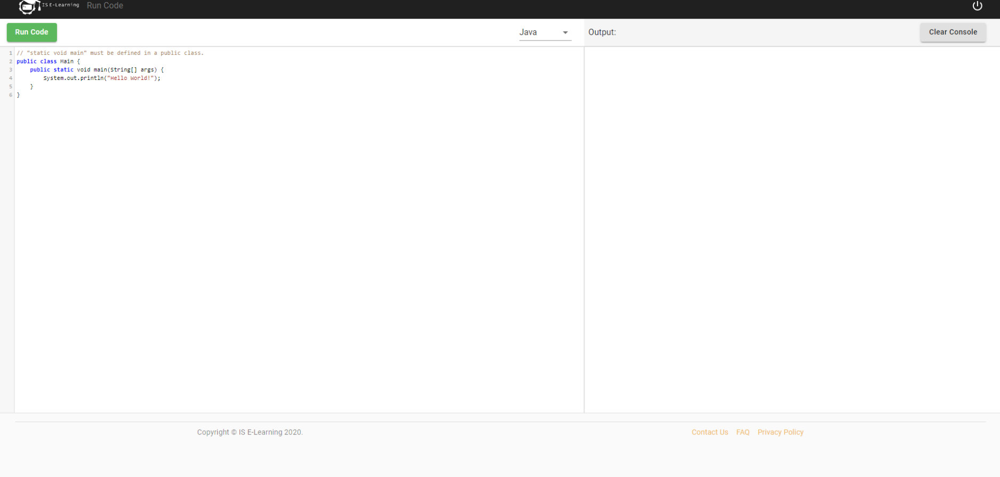 IS E-Learning Run Code
Run Code Java Output: Clear Console
1 // "static void main" must be defined in a public class.
2 public class Main {
3     public static void main(String[] args) {
4         System.out.println("Hello World!");
5     }
6 }
Copyright © IS E-Learning 2020. Contact Us FAQ Privacy Policy